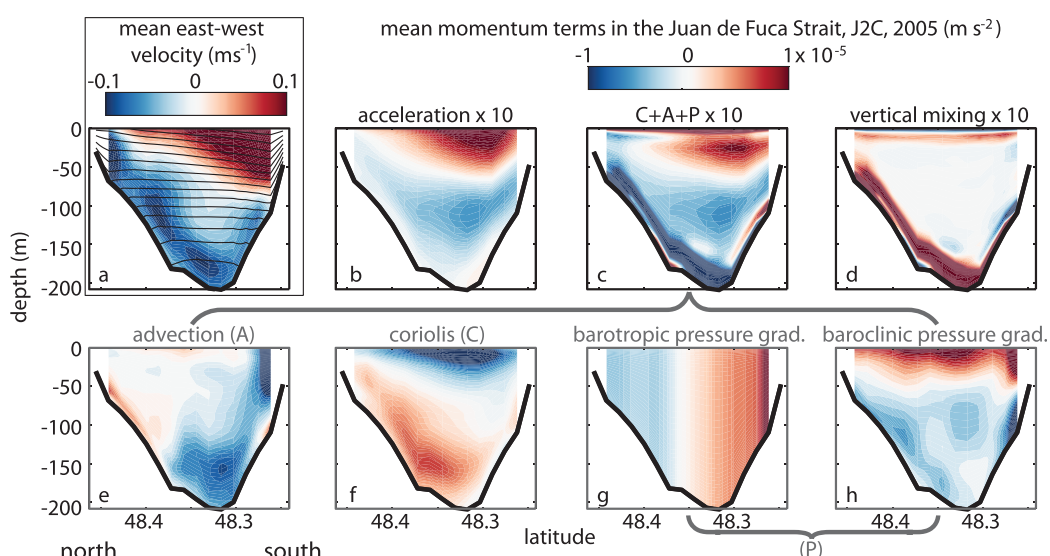 mean east-west
velocity (ms-1)
-0.1 0 0.1
mean momentum terms in the Juan de Fuca Strait, J2C, 2005 (m s-2)
-1 0 1 x 10-5
acceleration x 10
C+A+P x 10
vertical mixing x 10
0
-50
-100
-150
-200
depth (m)
a
b
c
d
advection (A)
coriolis (C)
barotropic pressure grad.
baroclinic pressure grad.
0
-50
-100
-150
-200
e
f
g
h
48.4 48.3
48.4 48.3
48.4 48.3
48.4 48.3
north south
latitude
(P)